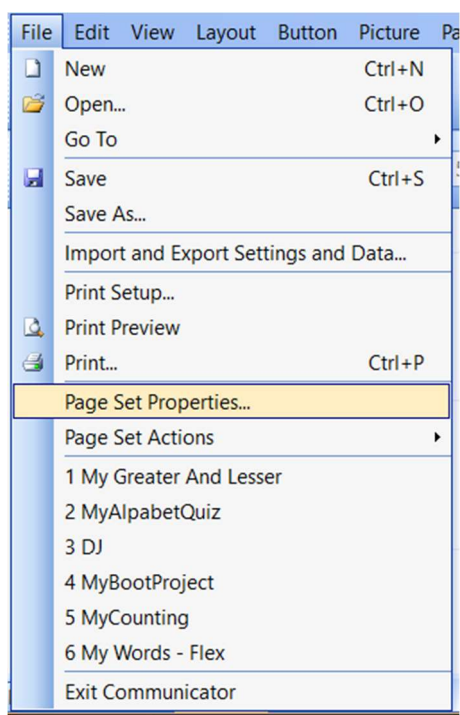 File Edit View Layout Button Picture Pa
New Ctrl+N
Open... Ctrl+O
Go To
Save Ctrl+S
Save As...
Import and Export Settings and Data...
Print Setup...
Print Preview
Print... Ctrl+P
Page Set Properties...
Page Set Actions
1 My Greater And Lesser
2 MyAlpabetQuiz
3 DJ
4 MyBootProject
5 MyCounting
6 My Words - Flex
Exit Communicator